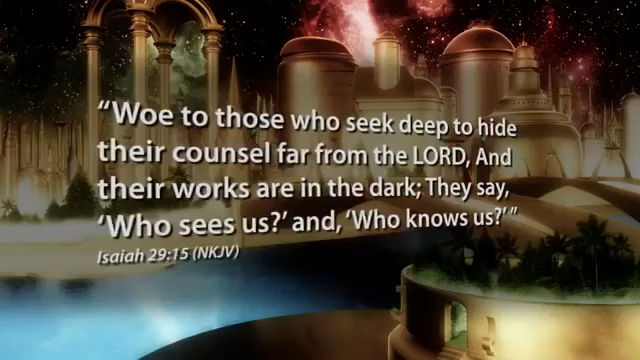 “Woe to those who seek deep to hide
their counsel far from the LORD, And
their works are in the dark; They say,
‘Who sees us?’ and, ‘Who knows us?’”
Isaiah 29:15 (NKJV)